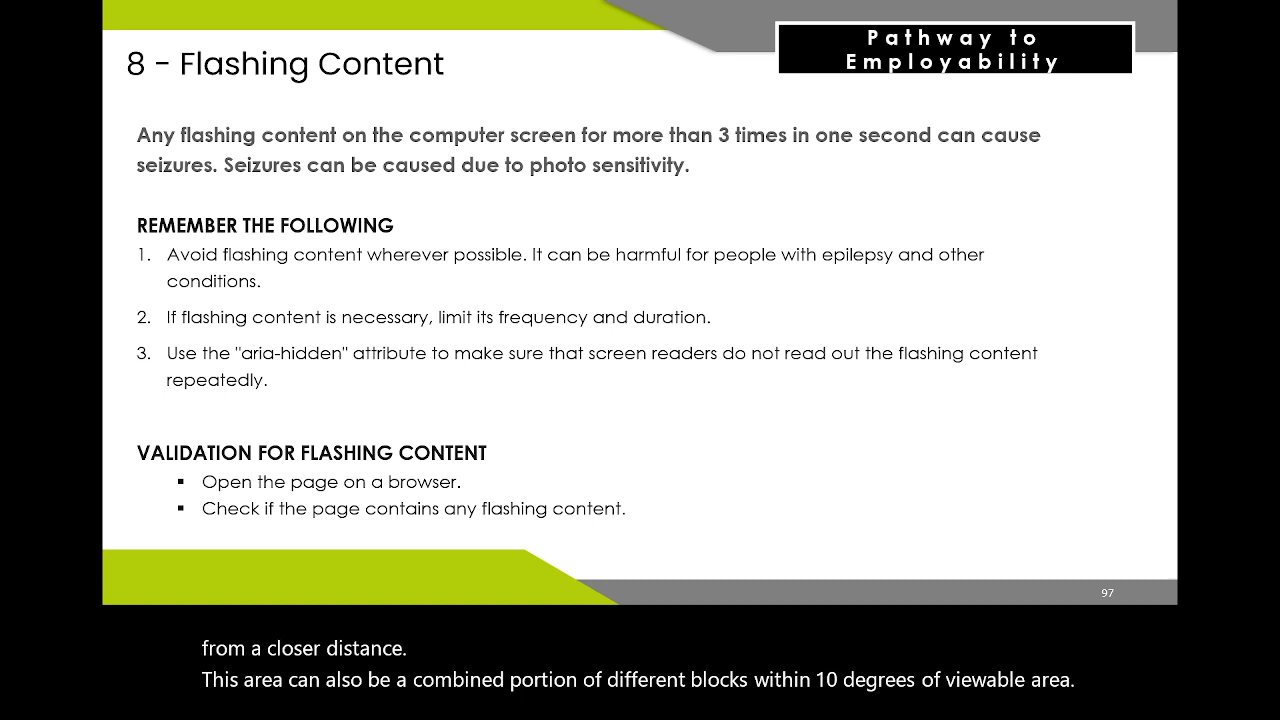 Pathway to
Employability
8 - Flashing Content
Any flashing content on the computer screen for more than 3 times in one second can cause
seizures. Seizures can be caused due to photo sensitivity.
REMEMBER THE FOLLOWING
1. Avoid flashing content wherever possible. It can be harmful for people with epilepsy and other
conditions.
2. If flashing content is necessary, limit its frequency and duration.
3. Use the "aria-hidden" attribute to make sure that screen readers do not read out the flashing content
repeatedly.
VALIDATION FOR FLASHING CONTENT
▪ Open the page on a browser.
▪ Check if the page contains any flashing content.
97
from a closer distance.
This area can also be a combined portion of different blocks within 10 degrees of viewable area.